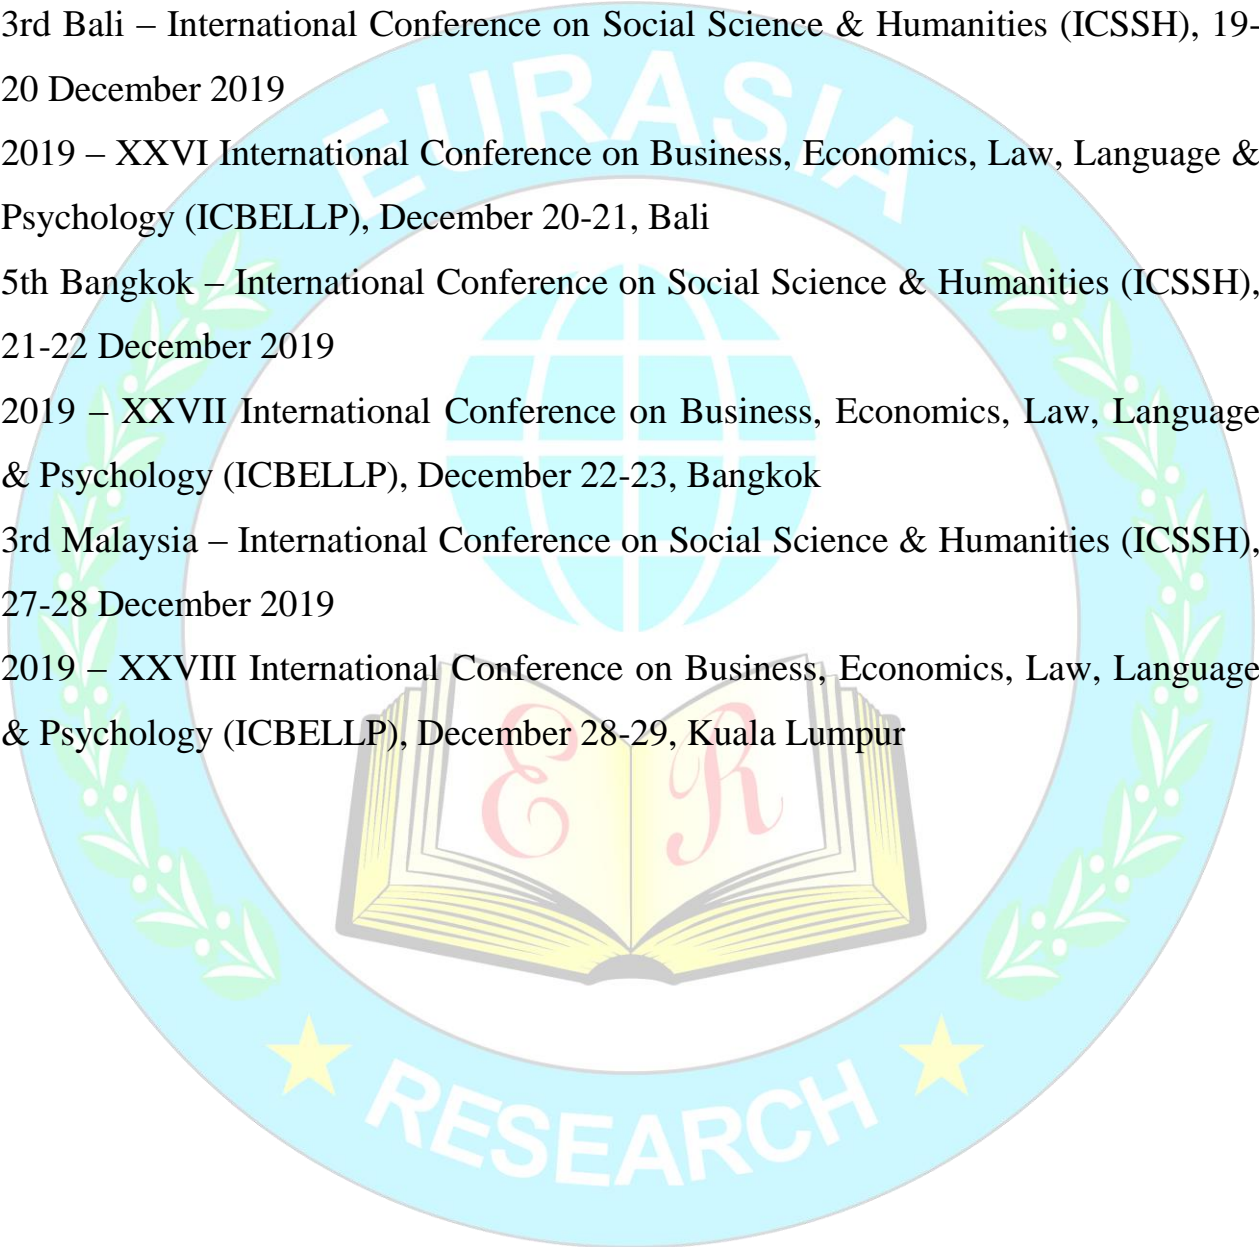 3rd Bali – International Conference on Social Science & Humanities (ICSSH), 19-
20 December 2019
2019 – XXVI International Conference on Business, Economics, Law, Language &
Psychology (ICBELLP), December 20-21, Bali
5th Bangkok – International Conference on Social Science & Humanities (ICSSH),
21-22 December 2019
2019 – XXVII International Conference on Business, Economics, Law, Language
& Psychology (ICBELLP), December 22-23, Bangkok
3rd Malaysia – International Conference on Social Science & Humanities (ICSSH),
27-28 December 2019
2019 – XXVIII International Conference on Business, Economics, Law, Language
& Psychology (ICBELLP), December 28-29, Kuala Lumpur
EURASIA
E R
RESEARCH